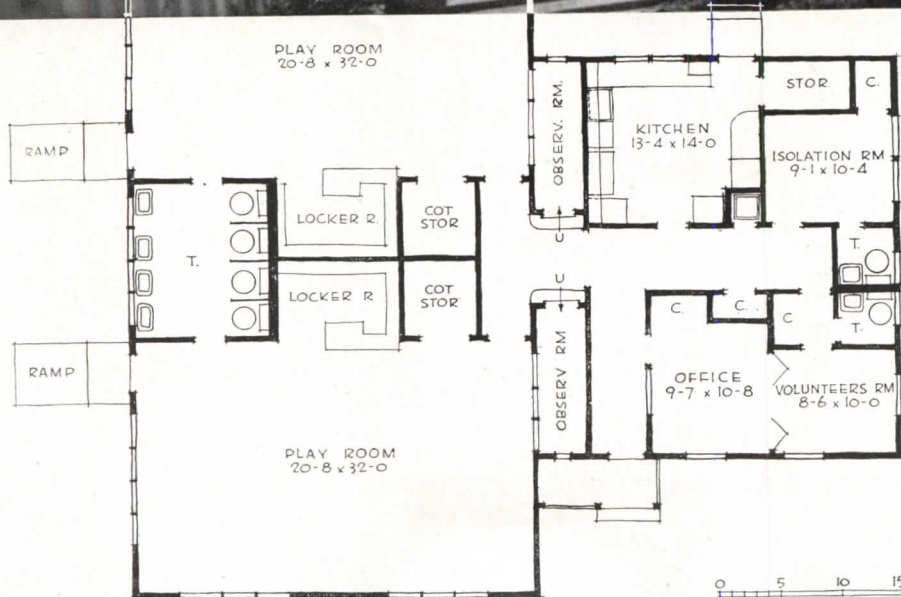 PLAY ROOM
20-8 x 32-0
RAMP
OBSERV. RM.
KITCHEN
13-4 x 14-0
STOR.
C.
ISOLATION RM
9-1 x 10-4
LOCKER R.
COT
STOR
T.
U
T.
LOCKER R
COT
STOR
U
C.
C.
C
T.
RAMP
OBSERV RM
OFFICE
9-7 x 10-8
VOLUNTEERS RM
8-6 x 10-0
PLAY ROOM
20-8 x 32-0
0 5 10 15